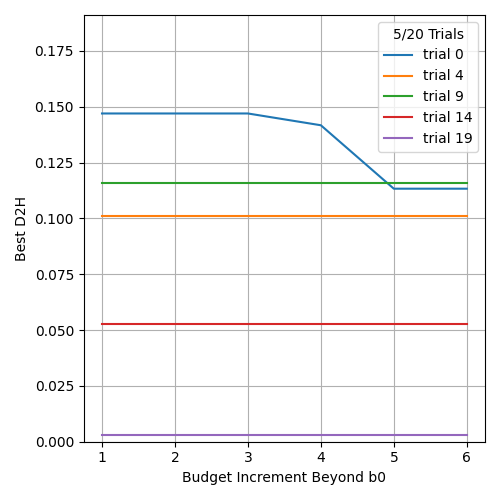 5/20 Trials
trial 0
trial 4
trial 9
trial 14
trial 19
0.175
0.150
0.125
0.100
0.075
0.050
0.025
0.000
Best D2H
1 2 3 4 5 6
Budget Increment Beyond b0